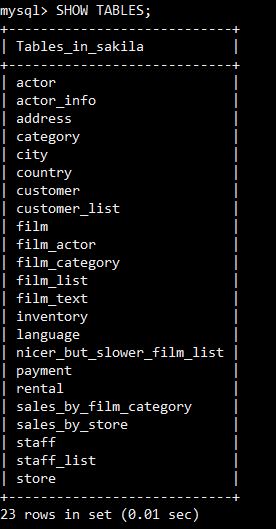 mysql> SHOW TABLES;
+----------------------------+
| Tables_in_sakila           |
+----------------------------+
| actor                      |
| actor_info                 |
| address                    |
| category                   |
| city                       |
| country                    |
| customer                   |
| customer_list              |
| film                       |
| film_actor                 |
| film_category              |
| film_list                  |
| film_text                  |
| inventory                  |
| language                   |
| nicer_but_slower_film_list |
| payment                    |
| rental                     |
| sales_by_film_category     |
| sales_by_store             |
| staff                      |
| staff_list                 |
| store                      |
+----------------------------+
23 rows in set (0.01 sec)